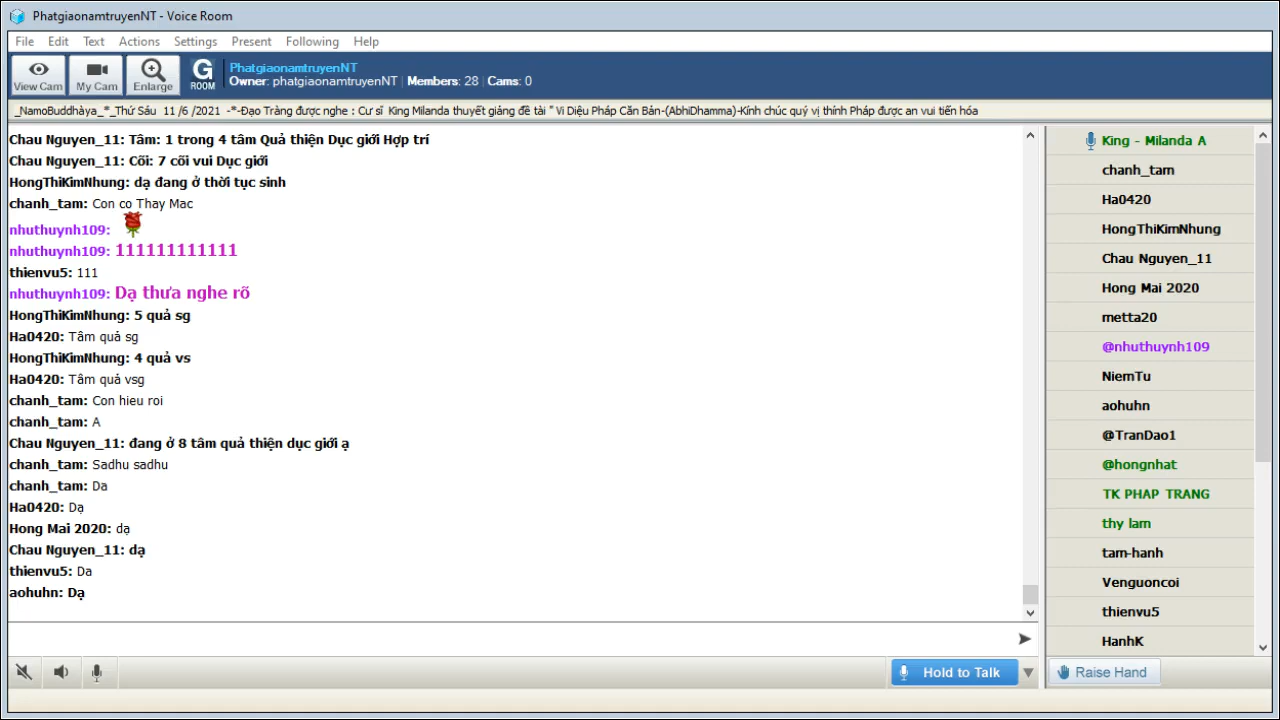 PhatgiaonamtruyenNT - Voice Room
File Edit Text Actions Settings Present Following Help
View Cam
My Cam
Enlarge
G ROOM
PhatgiaonamtruyenNT
Owner: phatgiaonamtruyenNT | Members: 28 | Cams: 0
_NamoBuddhàya_*_Thứ Sáu 11 /6 /2021 -*-Đạo Tràng được nghe : Cư sĩ King Milanda thuyết giảng đề tài " Vi Diệu Pháp Căn Bản-(AbhiDhamma)-Kính chúc quý vị thính Pháp được an vui tiến hóa
Chau Nguyen_11: Tâm: 1 trong 4 tâm Quả thiện Dục giới Hợp trí
Chau Nguyen_11: Cõi: 7 cõi vui Dục giới
HongThiKimNhung: dạ đang ở thời tục sinh
chanh_tam: Con co Thay Mac
nhuthuynh109:
nhuthuynh109: 111111111111
thienvu5: 111
nhuthuynh109: Dạ thưa nghe rõ
HongThiKimNhung: 5 quả sg
Ha0420: Tâm quả sg
HongThiKimNhung: 4 quả vs
Ha0420: Tâm quả vsg
chanh_tam: Con hieu roi
chanh_tam: A
Chau Nguyen_11: đang ở 8 tâm quả thiện dục giới ạ
chanh_tam: Sadhu sadhu
chanh_tam: Da
Ha0420: Dạ
Hong Mai 2020: dạ
Chau Nguyen_11: dạ
thienvu5: Da
aohuhn: Dạ
King - Milanda A
chanh_tam
Ha0420
HongThiKimNhung
Chau Nguyen_11
Hong Mai 2020
metta20
@nhuthuynh109
NiemTu
aohuhn
@TranDao1
@hongnhat
TK PHAP TRANG
thy lam
tam-hanh
Venguoncoi
thienvu5
HanhK
Hold to Talk
Raise Hand